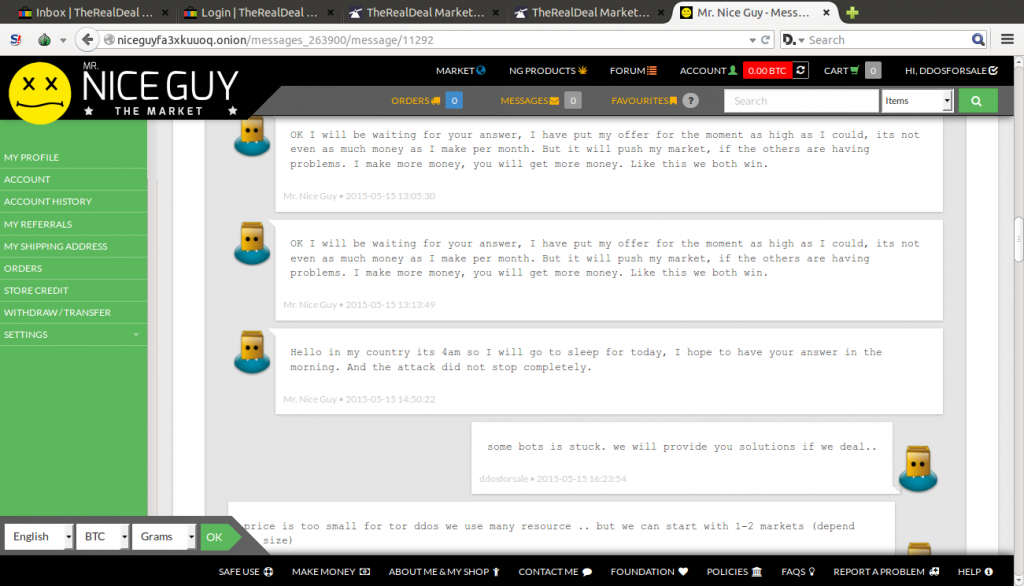 Inbox | TheRealDeal ...
Login | TheRealDeal ...
TheRealDeal Market...
TheRealDeal Market...
Mr. Nice Guy - Mess...
niceguyfa3xkuuoq.onion/messages_263900/message/11292
Search
MR.
NICE GUY
THE MARKET
MARKET
NG PRODUCTS
FORUM
ACCOUNT
0.00 BTC
CART
0
HI, DDOSFORSALE
ORDERS
0
MESSAGES
0
FAVOURITES
?
Search
Items
MY PROFILE
ACCOUNT
ACCOUNT HISTORY
MY REFERRALS
MY SHIPPING ADDRESS
ORDERS
STORE CREDIT
WITHDRAW / TRANSFER
SETTINGS
OK I will be waiting for your answer, I have put my offer for the moment as high as I could, its not
even as much money as I make per month. But it will push my market, if the others are having
problems. I make more money, you will get more money. Like this we both win.
Mr. Nice Guy • 2015-05-15 13:05:30
OK I will be waiting for your answer, I have put my offer for the moment as high as I could, its not
even as much money as I make per month. But it will push my market, if the others are having
problems. I make more money, you will get more money. Like this we both win.
Mr. Nice Guy • 2015-05-15 13:13:49
Hello in my country its 4am so I will go to sleep for today, I hope to have your answer in the
morning. And the attack did not stop completely.
Mr. Nice Guy • 2015-05-15 14:50:22
some bots is stuck. we will provide you solutions if we deal..
ddosforsale • 2015-05-15 16:23:54
price is too small for tor ddos we use many resource .. but we can start with 1-2 markets (depend
size)
English
BTC
Grams
OK
SAFE USE
MAKE MONEY
ABOUT ME & MY SHOP
CONTACT ME
FOUNDATION
POLICIES
FAQS
REPORT A PROBLEM
HELP